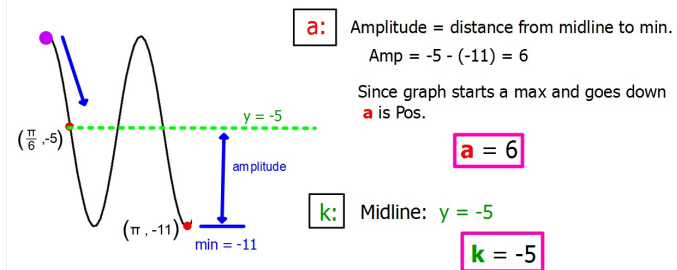 a:
Amplitude = distance from midline to min.
Amp = -5 - (-11) = 6
Since graph starts a max and goes down
a is Pos.
a = 6
y = -5
(π/6 ,-5)
amplitude
(π , -11)
min = -11
k:
Midline: y = -5
k = -5